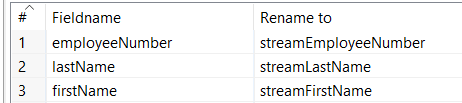 # Fieldname Rename to
1 employeeNumber streamEmployeeNumber
2 lastName streamLastName
3 firstName streamFirstName